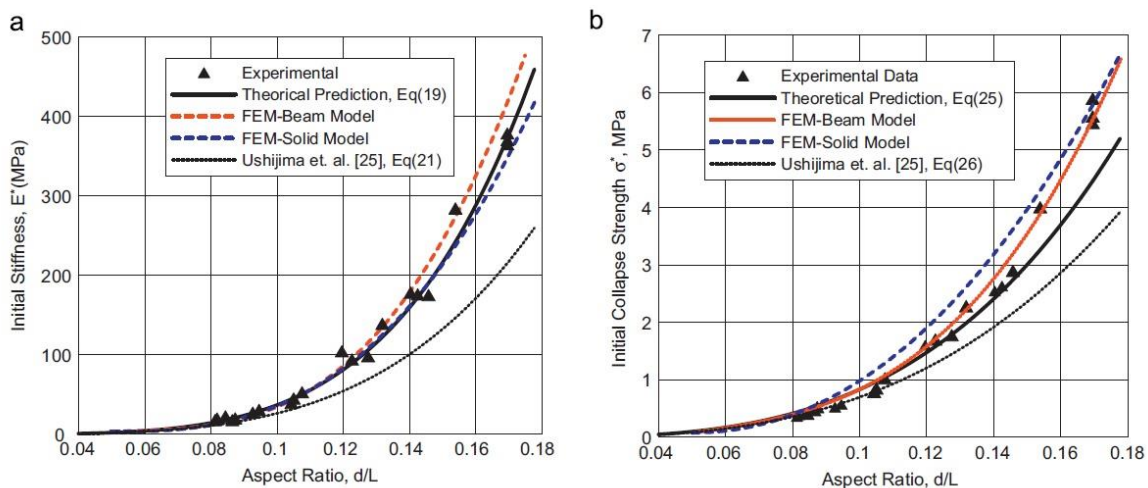 a
500
400
300
200
100
0
Initial Stiffness, E*(MPa)
Experimental
Theorical Prediction, Eq(19)
FEM-Beam Model
FEM-Solid Model
Ushijima et. al. [25], Eq(21)
0.04 0.06 0.08 0.1 0.12 0.14 0.16 0.18
Aspect Ratio, d/L
b
7
6
5
4
3
2
1
0
Initial Collapse Strength σ*, MPa
Experimental Data
Theoretical Prediction, Eq(25)
FEM-Beam Model
FEM-Solid Model
Ushijima et. al. [25], Eq(26)
0.04 0.06 0.08 0.1 0.12 0.14 0.16 0.18
Aspect Ratio, d/L